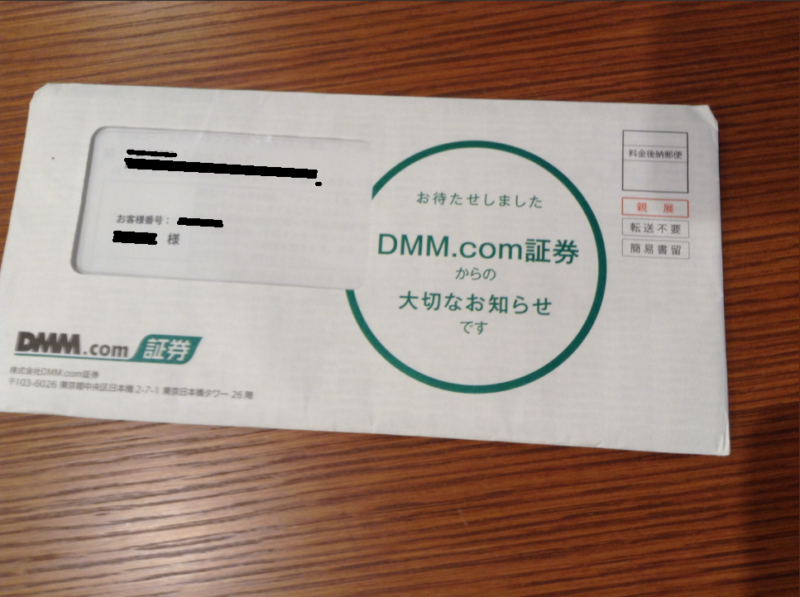 お客様番号：
様
お待たせしました
DMM.com証券
からの
大切なお知らせ
です
料金後納郵便
親展
転送不要
簡易書留
DMM.com証券
株式会社DMM.com証券
〒103-6026 東京都中央区日本橋 2-7-1 東京日本橋タワー 26 階